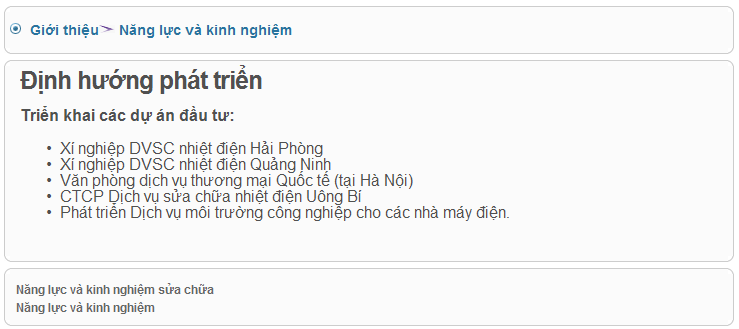 Giới thiệu Năng lực và kinh nghiệm
Định hướng phát triển
Triển khai các dự án đầu tư:
• Xí nghiệp DVSC nhiệt điện Hải Phòng
• Xí nghiệp DVSC nhiệt điện Quảng Ninh
• Văn phòng dịch vụ thương mại Quốc tế (tại Hà Nội)
• CTCP Dịch vụ sửa chữa nhiệt điện Uông Bí
• Phát triển Dịch vụ môi trường công nghiệp cho các nhà máy điện.
Năng lực và kinh nghiệm sửa chữa
Năng lực và kinh nghiệm